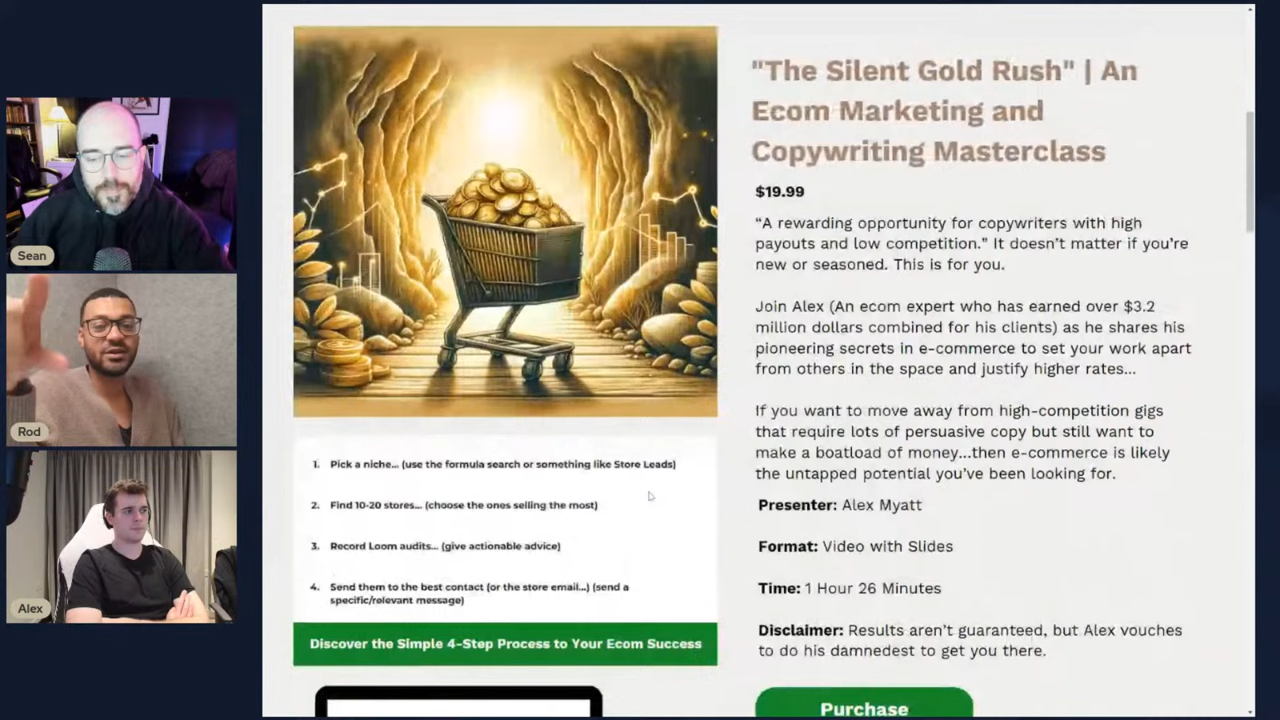 Sean
Rod
Alex
"The Silent Gold Rush" | An
Ecom Marketing and
Copywriting Masterclass
$19.99
“A rewarding opportunity for copywriters with high
payouts and low competition.” It doesn’t matter if you’re
new or seasoned. This is for you.
Join Alex (An ecom expert who has earned over $3.2
million dollars combined for his clients) as he shares his
pioneering secrets in e-commerce to set your work apart
from others in the space and justify higher rates...
If you want to move away from high-competition gigs
that require lots of persuasive copy but still want to
make a boatload of money...then e-commerce is likely
the untapped potential you’ve been looking for.
Presenter: Alex Myatt
Format: Video with Slides
Time: 1 Hour 26 Minutes
Disclaimer: Results aren’t guaranteed, but Alex vouches
to do his damnedest to get you there.
Purchase
1. Pick a niche... (use the formula search or something like Store Leads)
2. Find 10-20 stores... (choose the ones selling the most)
3. Record Loom audits... (give actionable advice)
4. Send them to the best contact (or the store email...) (send a
specific/relevant message)
Discover the Simple 4-Step Process to Your Ecom Success